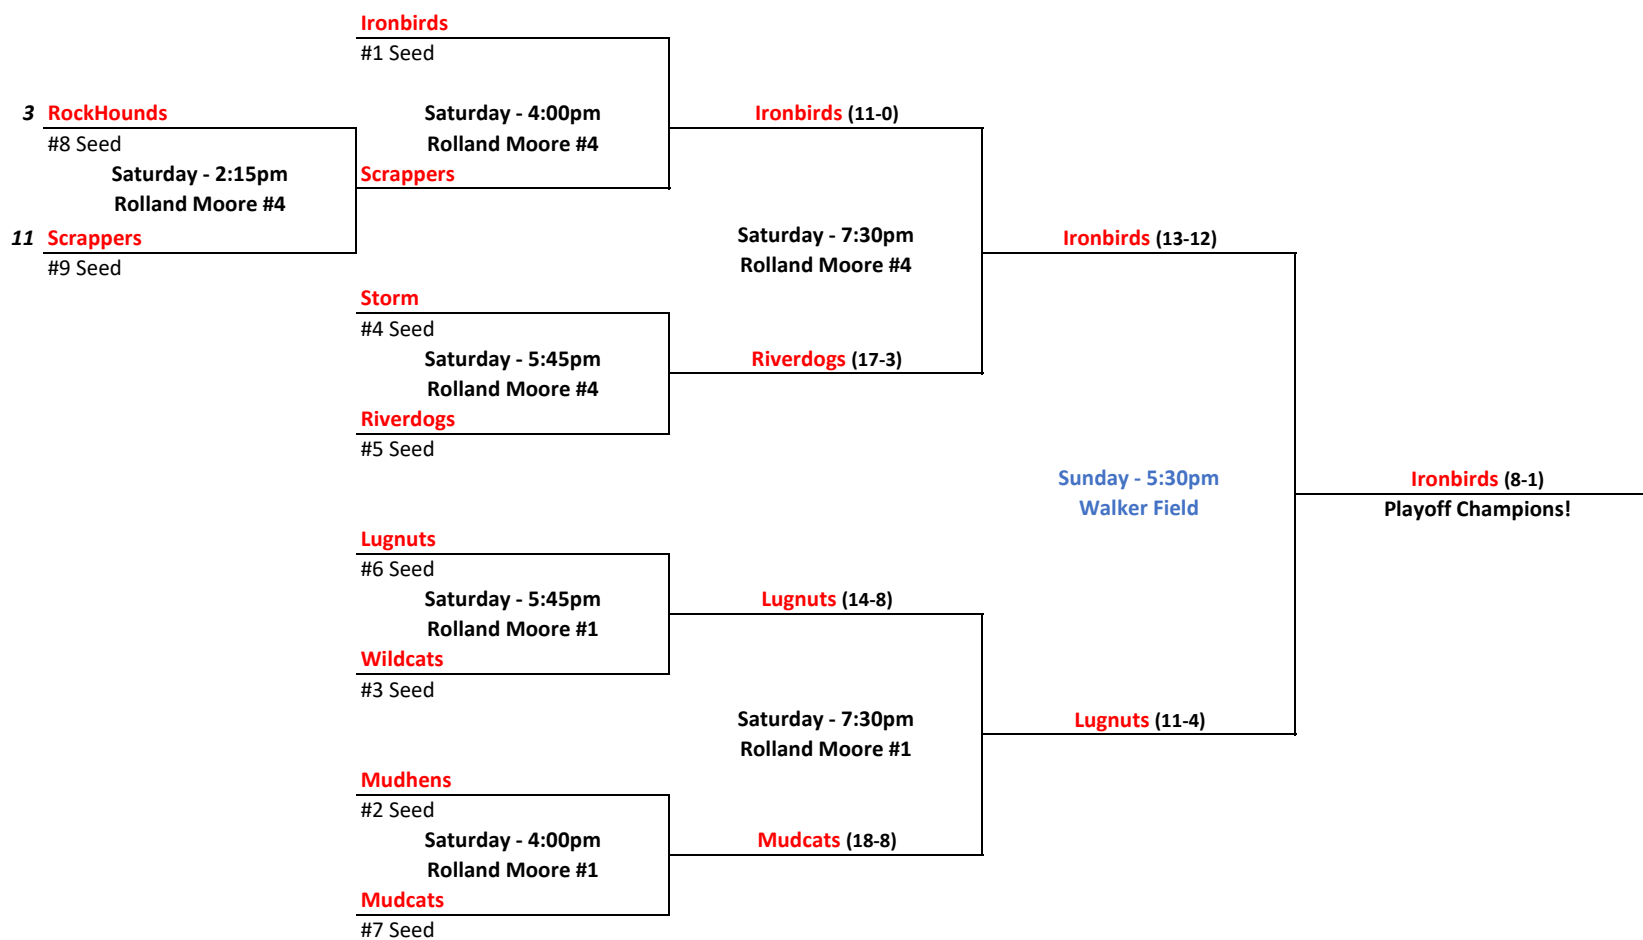 Ironbirds
#1 Seed
3 RockHounds
#8 Seed
Saturday - 2:15pm
Rolland Moore #4
11 Scrappers
#9 Seed
Saturday - 4:00pm
Rolland Moore #4
Scrappers
Ironbirds (11-0)
Storm
#4 Seed
Saturday - 5:45pm
Rolland Moore #4
Riverdogs
#5 Seed
Riverdogs (17-3)
Saturday - 7:30pm
Rolland Moore #4
Ironbirds (13-12)
Lugnuts
#6 Seed
Saturday - 5:45pm
Rolland Moore #1
Wildcats
#3 Seed
Lugnuts (14-8)
Mudhens
#2 Seed
Saturday - 4:00pm
Rolland Moore #1
Mudcats
#7 Seed
Mudcats (18-8)
Saturday - 7:30pm
Rolland Moore #1
Lugnuts (11-4)
Sunday - 5:30pm
Walker Field
Ironbirds (8-1)
Playoff Champions!